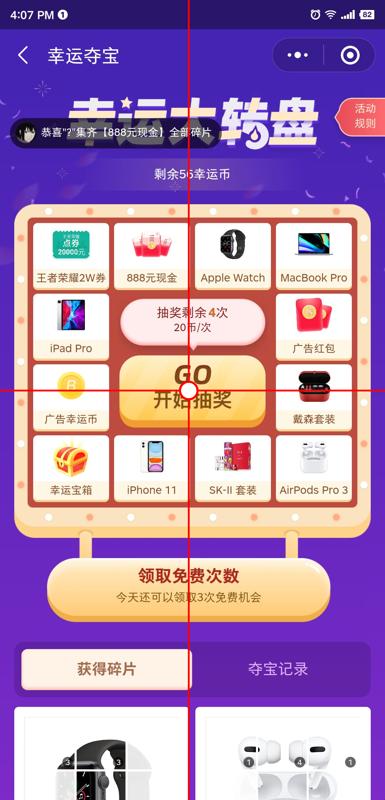 4:07 PM 1
82
幸运夺宝
幸运大转盘
活动
规则
恭喜"?"集齐【888元现金】全部碎片
剩余56幸运币
王者荣耀
点券
20000元
王者荣耀2W券
888元现金
Apple Watch
MacBook Pro
iPad Pro
抽奖剩余4次
20币/次
广告红包
GO
开始抽奖
B
广告幸运币
戴森套装
幸运宝箱
iPhone 11
SK-II 套装
AirPods Pro 3
领取免费次数
今天还可以领取3次免费机会
获得碎片
夺宝记录
3
3
1
4
1